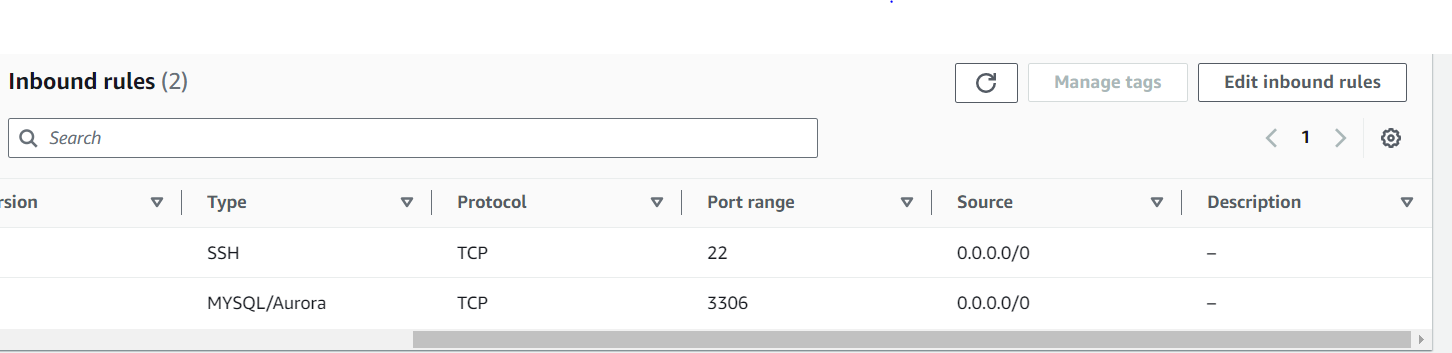 Inbound rules (2)
Manage tags
Edit inbound rules
Search
1
rsion Type Protocol Port range Source Description
SSH TCP 22 0.0.0.0/0 –
MYSQL/Aurora TCP 3306 0.0.0.0/0 –